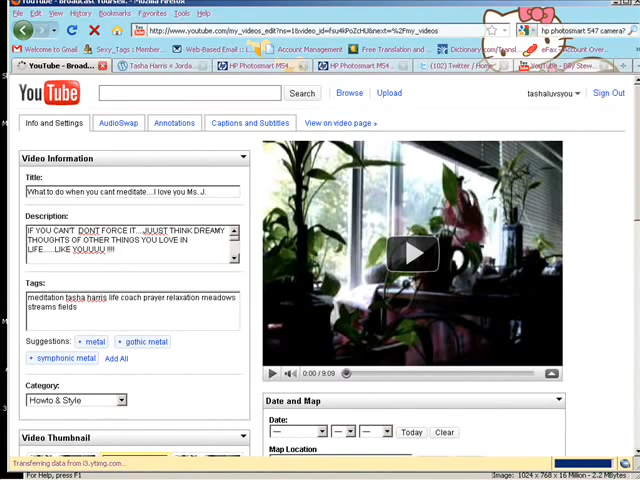 YouTube - Broadcast Yourself. - Mozilla Firefox
File Edit View History Bookmarks Tools Help
http://www.youtube.com/my_videos_edit?ns=1&video_id=fsu4kPoZcHU&next=%2Fmy_videos
hp photosmart 547 camera?
Welcome to Gmail Sexy_Tags : Member Web-Based Email :: Account Management Free Translation and Dictionary.com/Transl eFax - Account Over...
YouTube - Broad... Tasha Harris « Jorda HP Photosmart M54 HP Photosmart M54... (102) Twitter / Home YouTube - Billy Stew...
YouTube Search Browse Upload tashaluvsyou Sign Out
Info and Settings AudioSwap Annotations Captions and Subtitles View on video page »
Video Information
Title:
What to do when you cant meditate....I love you Ms. J.
Description:
IF YOU CAN'T DONT FORCE IT...JUUST THINK DREAMY
THOUGHTS OF OTHER THINGS YOU LOVE IN
LIFE......LIKE YOUUUU !!!!
Tags:
meditation tasha harris life coach prayer relaxation meadows
streams fields
Suggestions: + metal + gothic metal
+ symphonic metal Add All
Category:
Howto & Style
Video Thumbnail
0:00 / 9:09
Date and Map
Date:
Today Clear
Map Location
Transferring data from i3.ytimg.com...
For Help, press F1 Image: 1024 x 768 x 16 Million - 2.2 MBytes